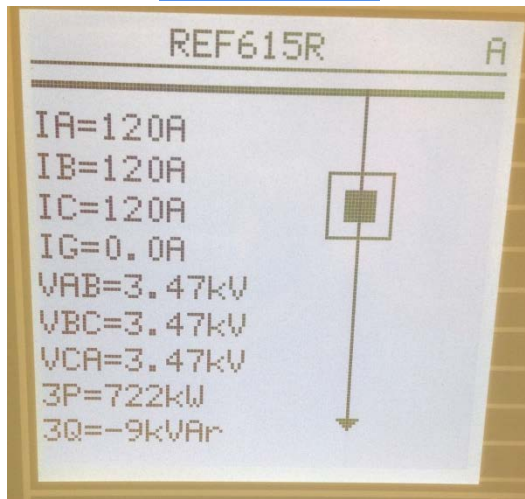 REF615R A
IA=120A
IB=120A
IC=120A
IG=0.0A
VAB=3.47kV
VBC=3.47kV
VCA=3.47kV
3P=722kW
3Q=-9kVAr